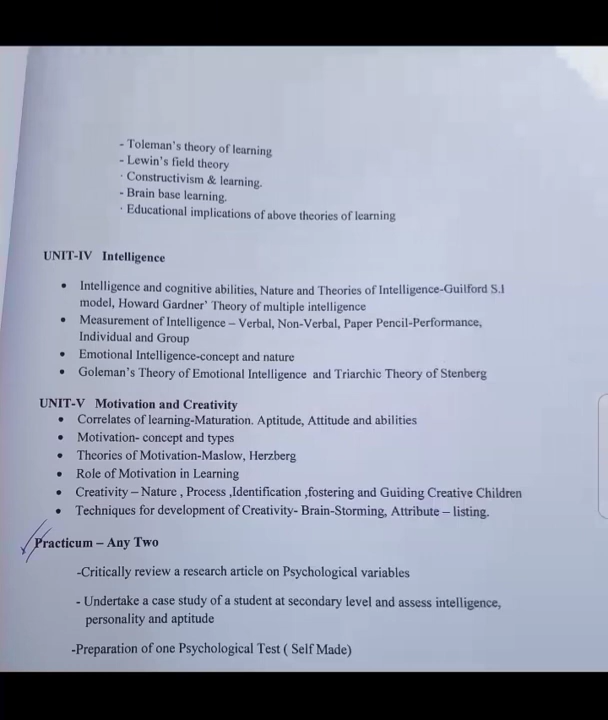 - Toleman's theory of learning
- Lewin's field theory
· Constructivism & learning.
- Brain base learning.
· Educational implications of above theories of learning
UNIT-IV Intelligence
• Intelligence and cognitive abilities, Nature and Theories of Intelligence-Guilford S.I
model, Howard Gardner' Theory of multiple intelligence
• Measurement of Intelligence – Verbal, Non-Verbal, Paper Pencil-Performance,
Individual and Group
• Emotional Intelligence-concept and nature
• Goleman's Theory of Emotional Intelligence and Triarchic Theory of Stenberg
UNIT-V Motivation and Creativity
• Correlates of learning-Maturation. Aptitude, Attitude and abilities
• Motivation- concept and types
• Theories of Motivation-Maslow, Herzberg
• Role of Motivation in Learning
• Creativity – Nature , Process ,Identification ,fostering and Guiding Creative Children
• Techniques for development of Creativity- Brain-Storming, Attribute – listing.
Practicum – Any Two
-Critically review a research article on Psychological variables
- Undertake a case study of a student at secondary level and assess intelligence,
personality and aptitude
-Preparation of one Psychological Test ( Self Made)